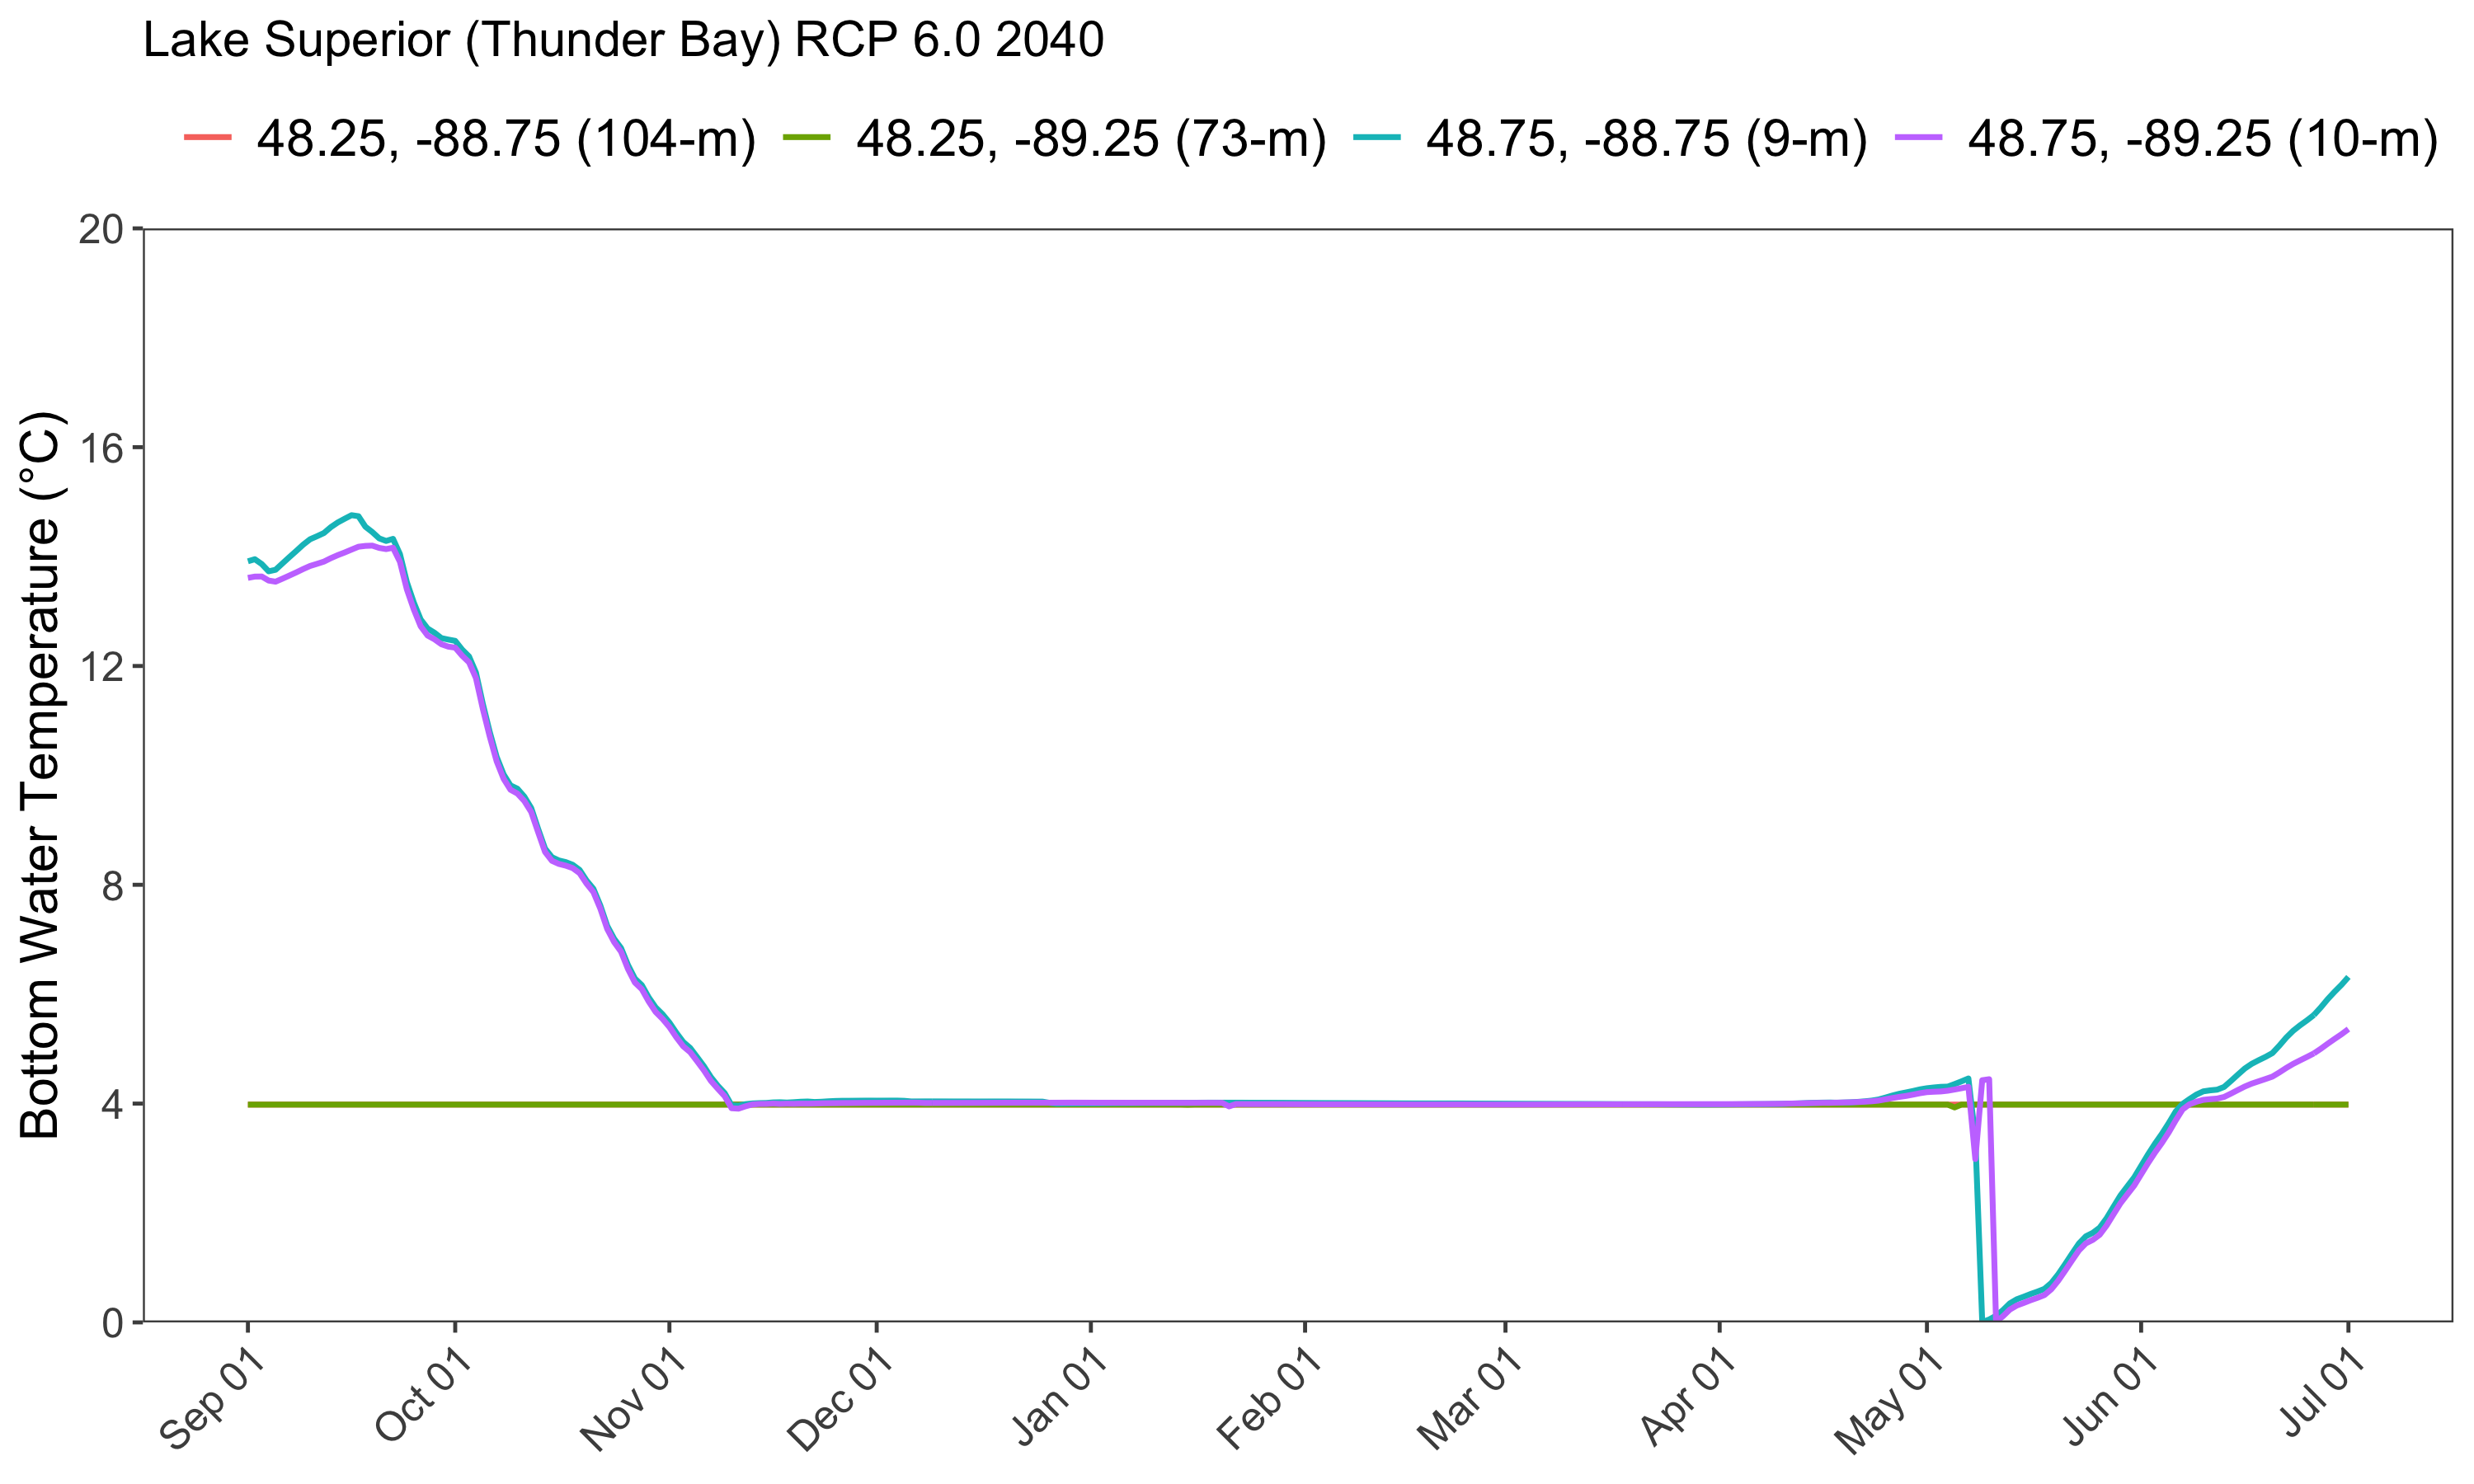 Lake Superior (Thunder Bay) RCP 6.0 2040
48.25, -88.75 (104-m) 48.25, -89.25 (73-m) 48.75, -88.75 (9-m) 48.75, -89.25 (10-m)
Bottom Water Temperature (°C)
20
16
12
8
4
0
Sep 01 Oct 01 Nov 01 Dec 01 Jan 01 Feb 01 Mar 01 Apr 01 May 01 Jun 01 Jul 01